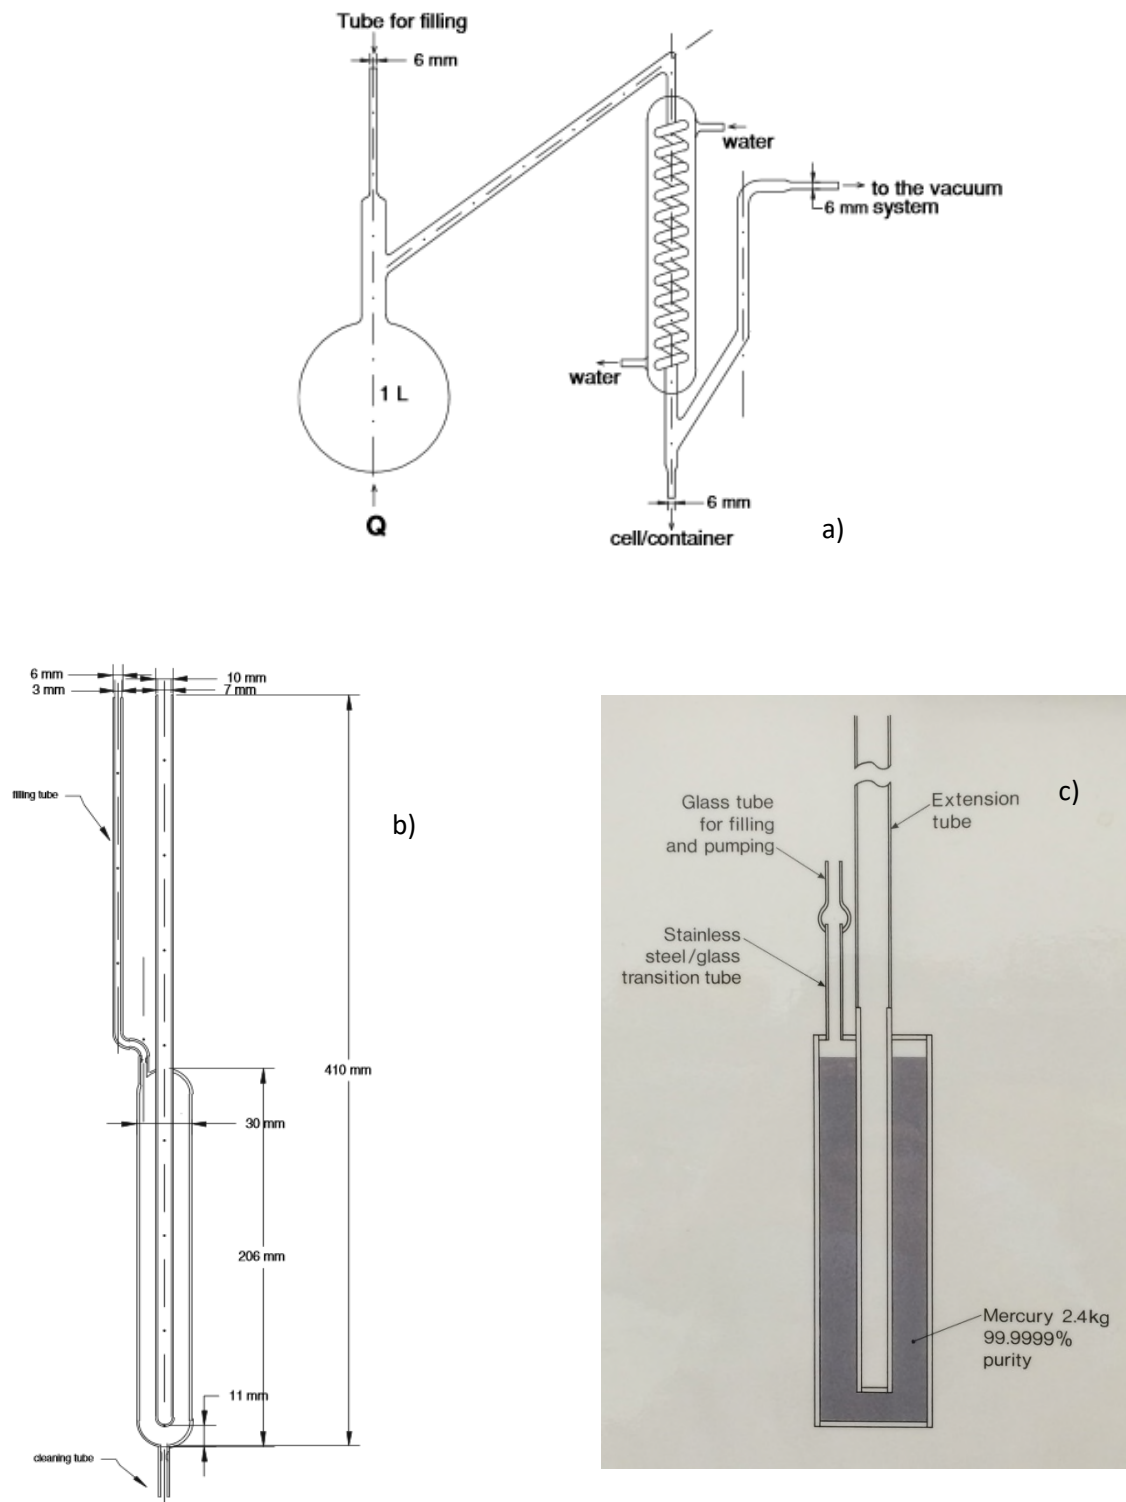 Tube for filling
6 mm
water
to the vacuum
6 mm system
1 L
water
Q
6 mm
cell/container
a)
6 mm
3 mm
10 mm
7 mm
filling tube
b)
410 mm
30 mm
206 mm
11 mm
cleaning tube
c)
Glass tube
for filling
and pumping
Extension
tube
Stainless
steel/glass
transition tube
Mercury 2.4kg
99.9999%
purity